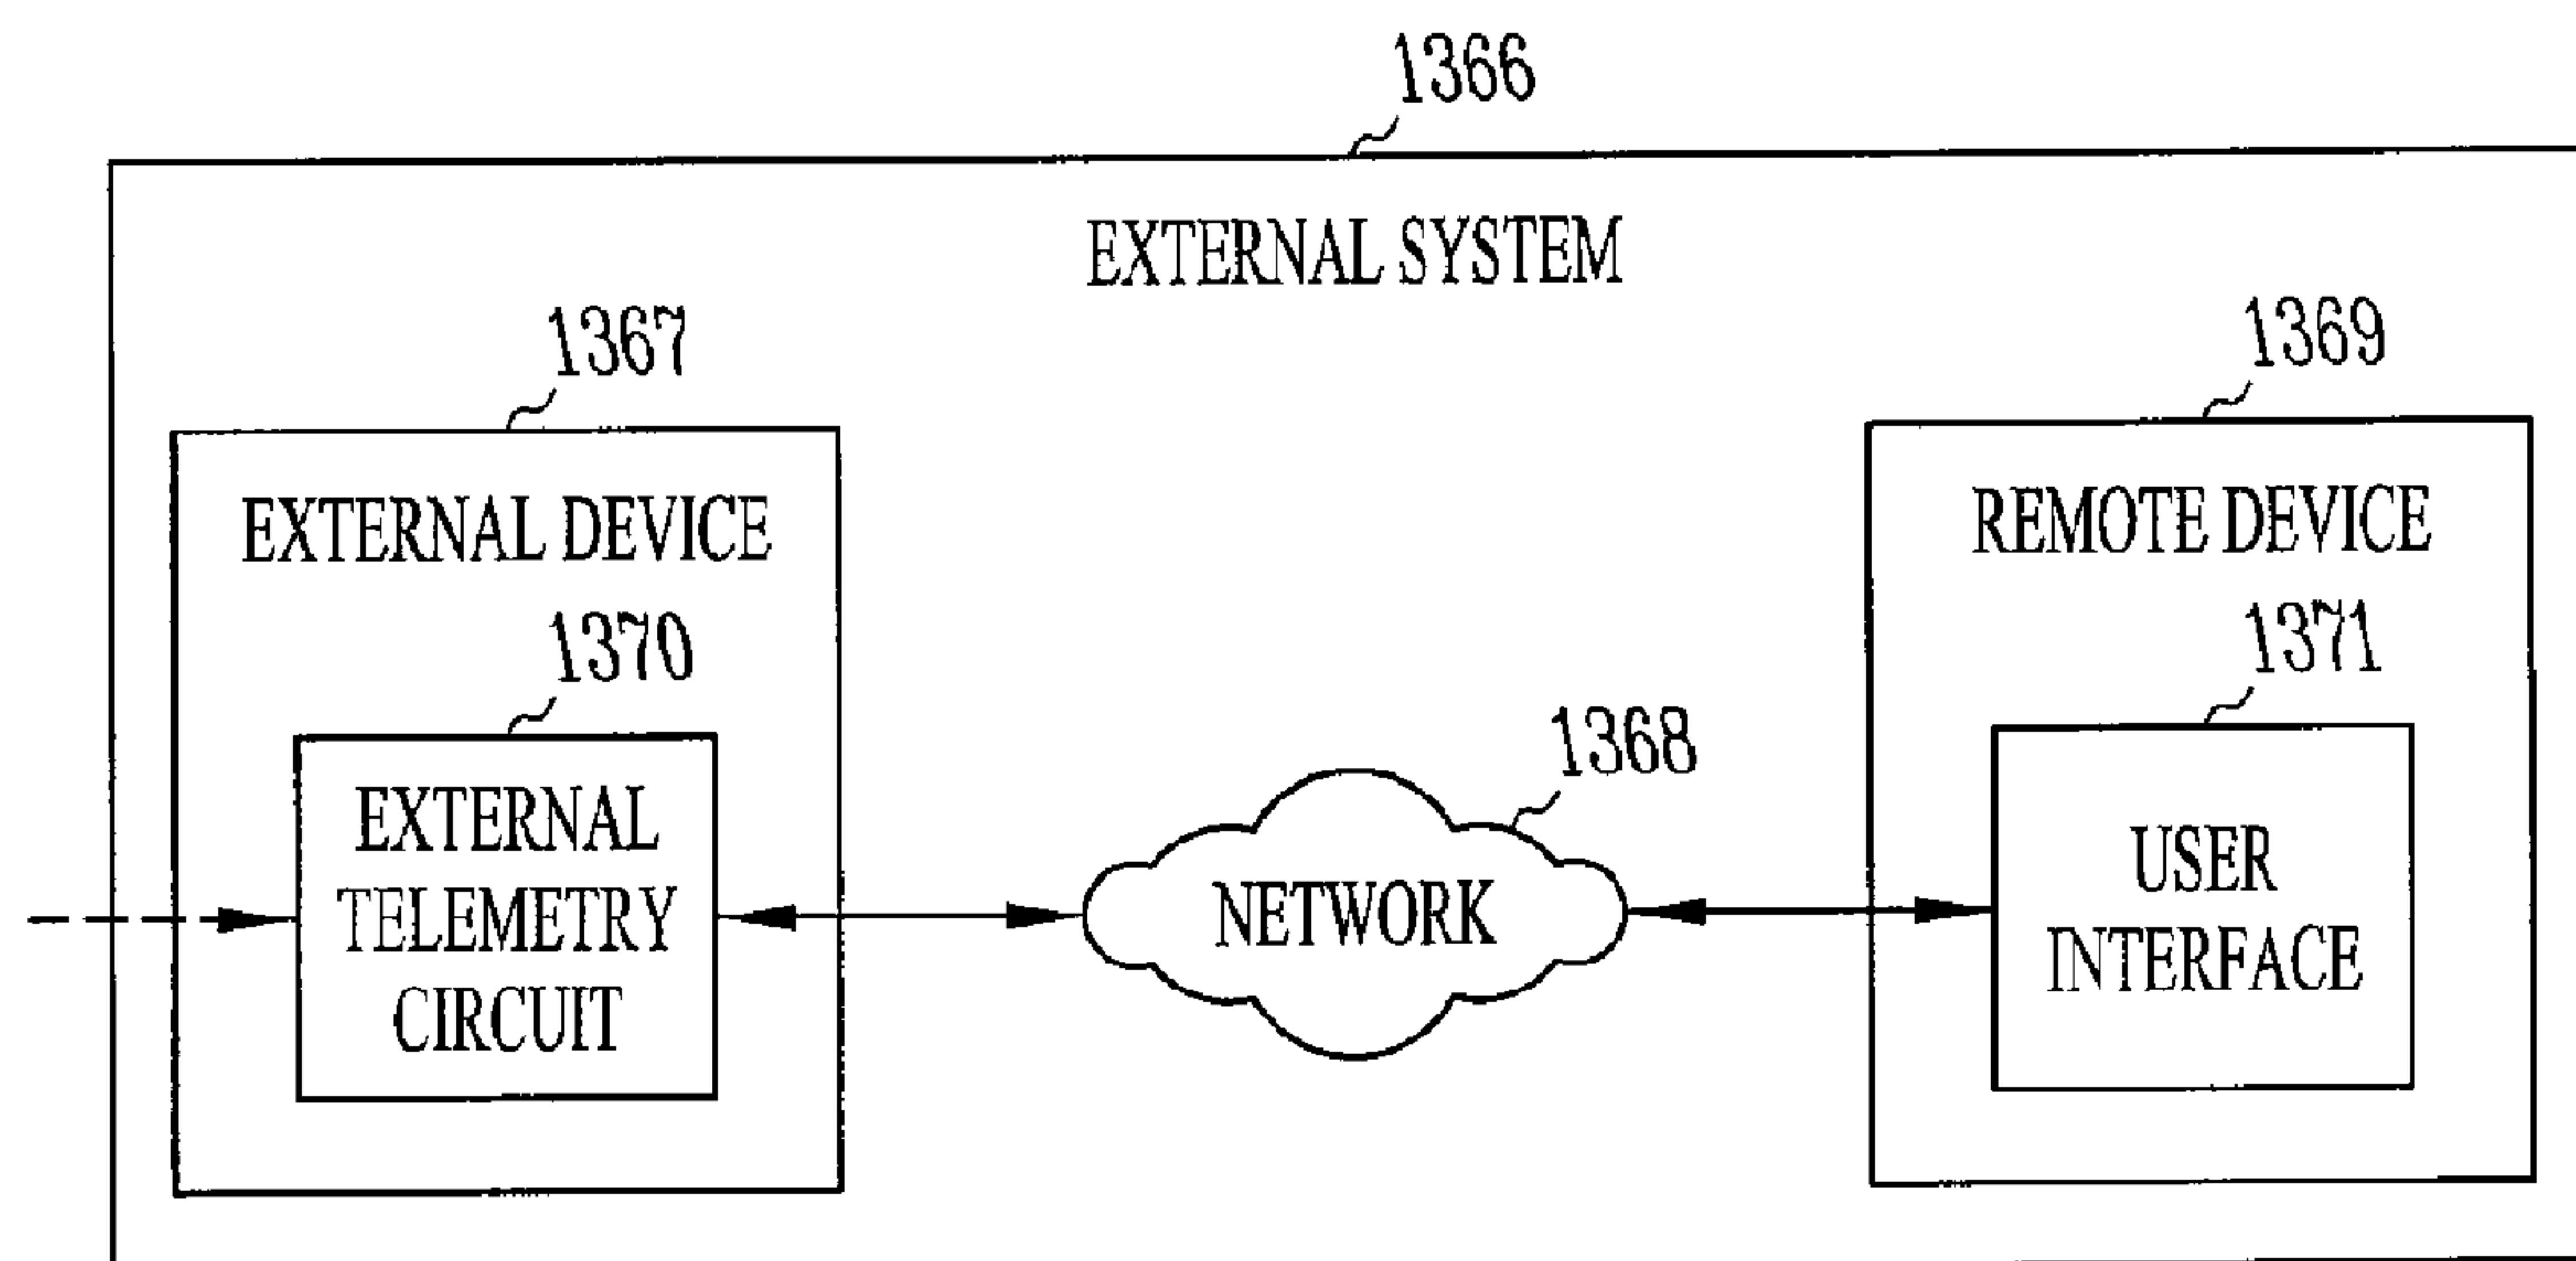 1366
EXTERNAL SYSTEM
1367
EXTERNAL DEVICE
1370
EXTERNAL
TELEMETRY
CIRCUIT
1368
NETWORK
1369
REMOTE DEVICE
1371
USER
INTERFACE